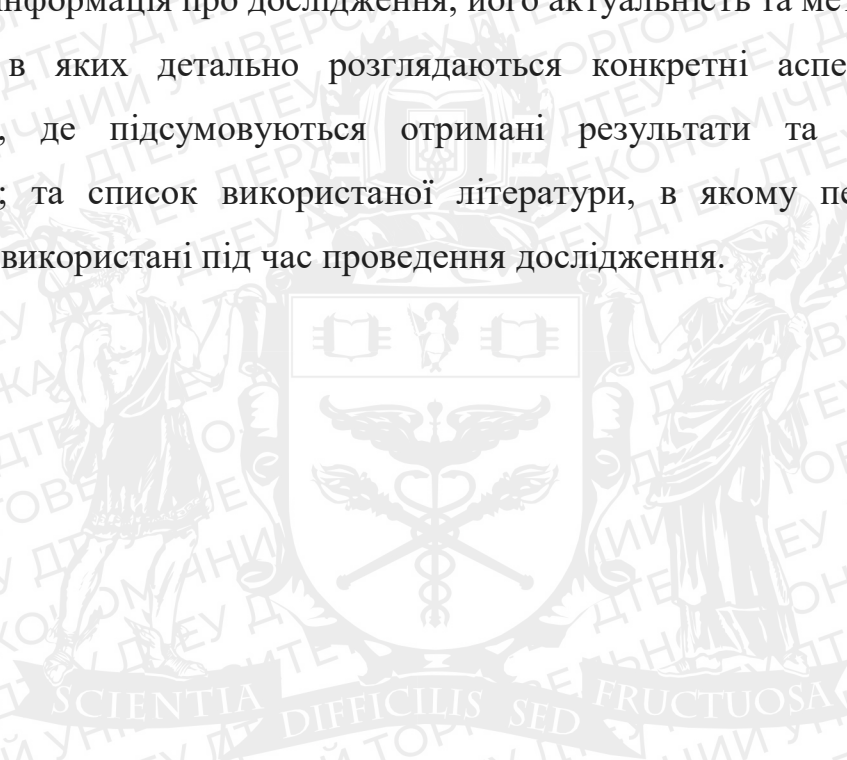 інформація про дослідження, його актуальність та мет
в яких детально розглядаються конкретні аспе
, де підсумовуються отримані результати та
; та список використаної літератури, в якому пе
використані під час проведення дослідження.
SCIENTIA DIFFICILIS SED FRUCTUOSA